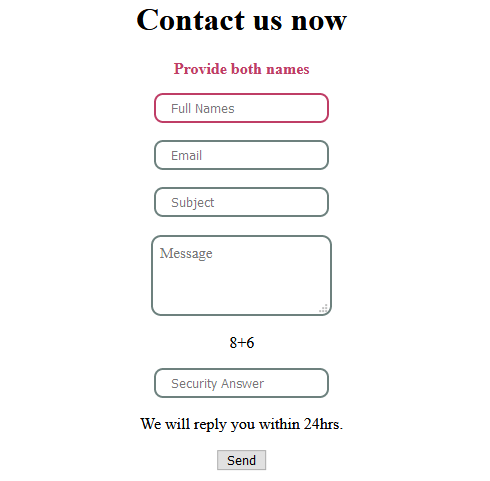 Contact us now
Provide both names
Full Names
Email
Subject
Message
8+6
Security Answer
We will reply you within 24hrs.
Send